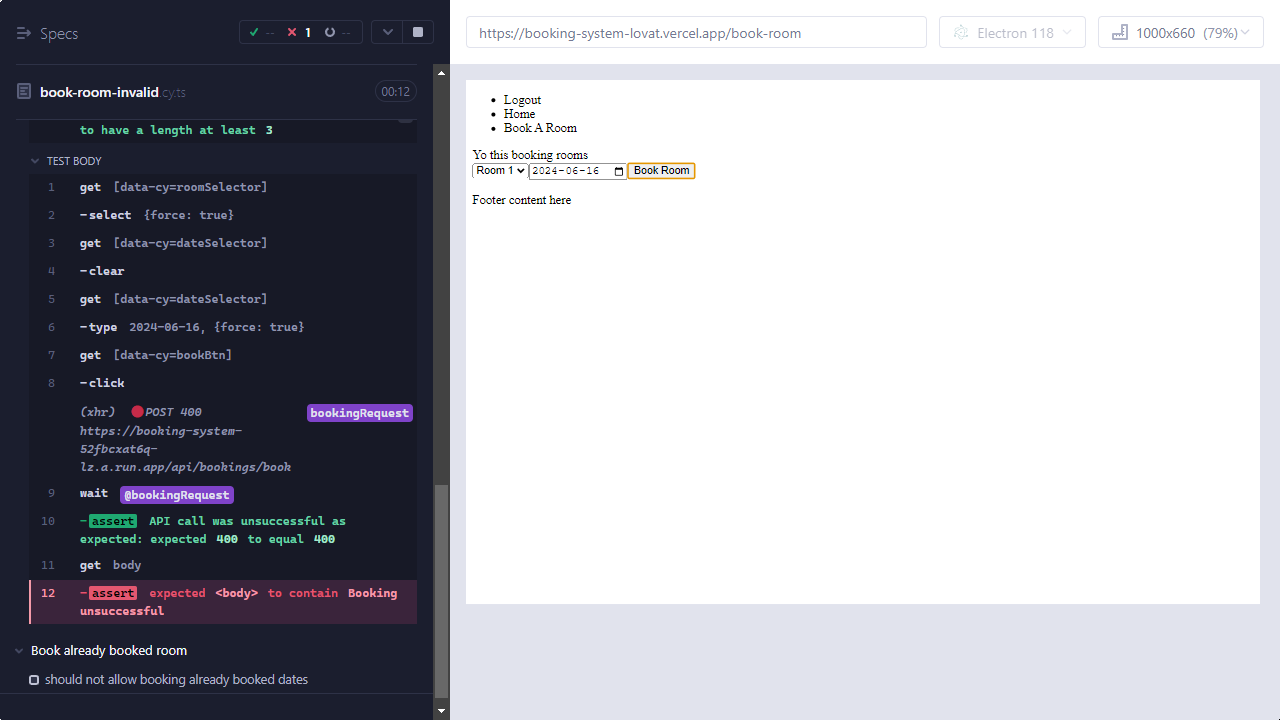 Specs
-- 1 --
book-room-invalid.cy.ts 00:12
to have a length at least 3
TEST BODY
1 get [data-cy=roomSelector]
2 -select {force: true}
3 get [data-cy=dateSelector]
4 -clear
5 get [data-cy=dateSelector]
6 -type 2024-06-16, {force: true}
7 get [data-cy=bookBtn]
8 -click
(xhr) POST 400 bookingRequest
https://booking-system-
52fbcxat6q-
lz.a.run.app/api/bookings/book
9 wait @bookingRequest
10 -assert API call was unsuccessful as
expected: expected 400 to equal 400
11 get body
12 -assert expected <body> to contain Booking
unsuccessful
Book already booked room
should not allow booking already booked dates
https://booking-system-lovat.vercel.app/book-room
Electron 118
1000x660 (79%)
• Logout
• Home
• Book A Room
Yo this booking rooms
Room 1 2024-06-16 Book Room
Footer content here